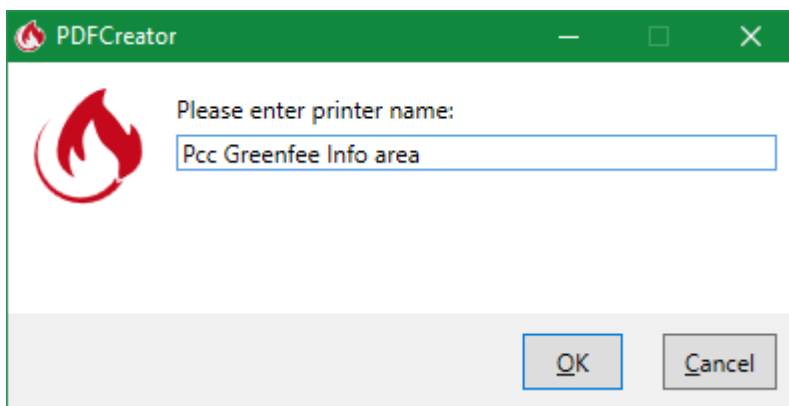 PDFCreator
Please enter printer name:
Pcc Greenfee Info area
OK
Cancel